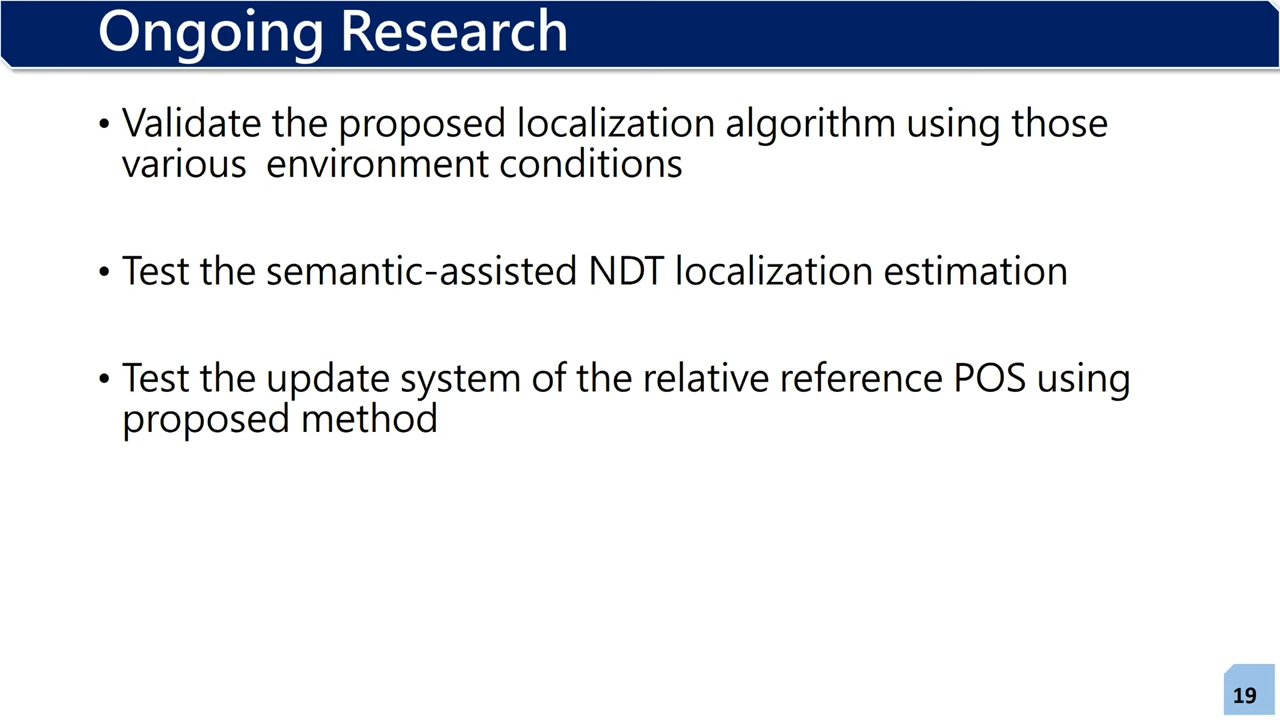 Ongoing Research
• Validate the proposed localization algorithm using those
various  environment conditions
• Test the semantic-assisted NDT localization estimation
• Test the update system of the relative reference POS using
proposed method
19